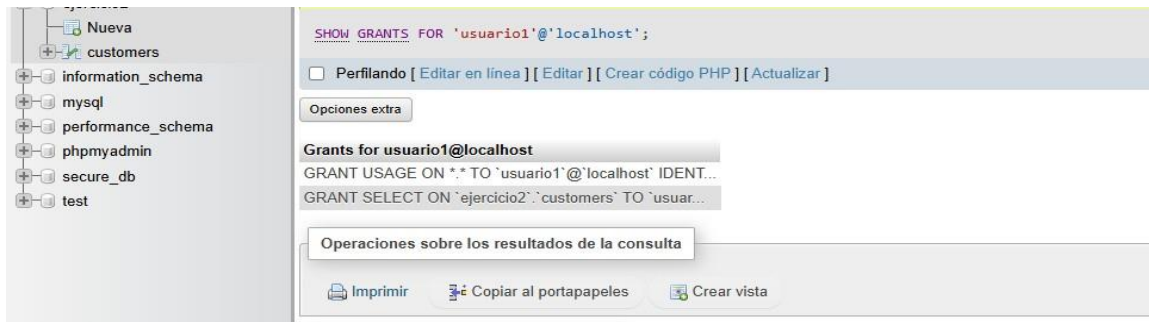 Nueva
customers
information_schema
mysql
performance_schema
phpmyadmin
secure_db
test
SHOW GRANTS FOR 'usuario1'@'localhost';
Perfilando [ Editar en línea ] [ Editar ] [ Crear código PHP ] [ Actualizar ]
Opciones extra
Grants for usuario1@localhost
GRANT USAGE ON *.* TO `usuario1`@`localhost` IDENT...
GRANT SELECT ON `ejercicio2`.`customers` TO `usuar...
Operaciones sobre los resultados de la consulta
Imprimir
Copiar al portapapeles
Crear vista